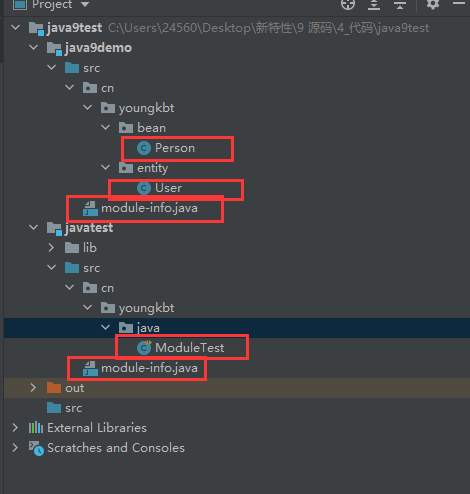 Project
java9test C:\Users\24560\Desktop\新特性\9 源码\4_代码\java9test
java9demo
src
cn
youngkbt
bean
Person
entity
User
module-info.java
javatest
lib
src
cn
youngkbt
java
ModuleTest
module-info.java
out
src
External Libraries
Scratches and Consoles